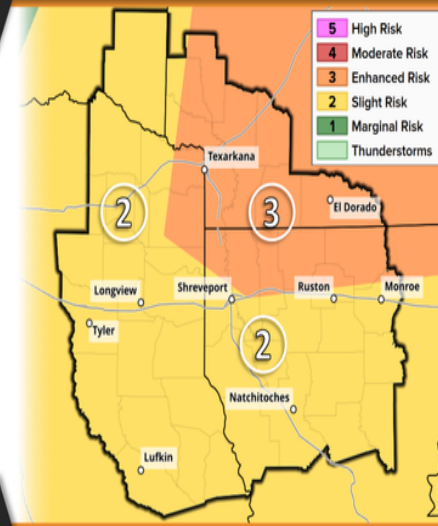 5 High Risk
4 Moderate Risk
3 Enhanced Risk
2 Slight Risk
1 Marginal Risk
Thunderstorms
Texarkana
2
3
El Dorado
Longview
Shreveport
Ruston
Monroe
Tyler
2
Natchitoches
Lufkin